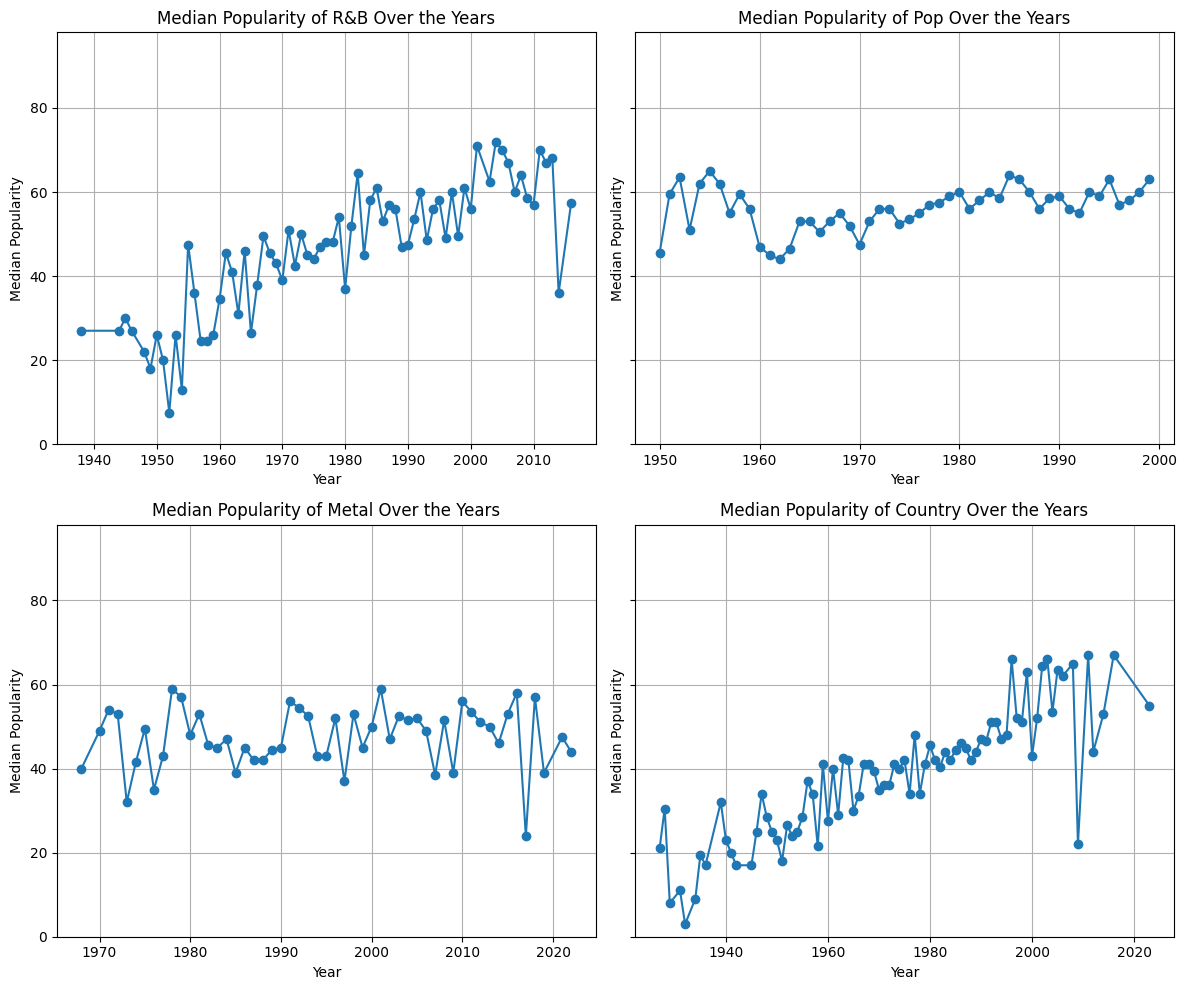 Median Popularity of R&B Over the Years
Median Popularity
80
60
40
20
0
1940 1950 1960 1970 1980 1990 2000 2010
Year
Median Popularity of Pop Over the Years
Median Popularity
1950 1960 1970 1980 1990 2000
Year
Median Popularity of Metal Over the Years
Median Popularity
80
60
40
20
0
1970 1980 1990 2000 2010 2020
Year
Median Popularity of Country Over the Years
Median Popularity
1940 1960 1980 2000 2020
Year